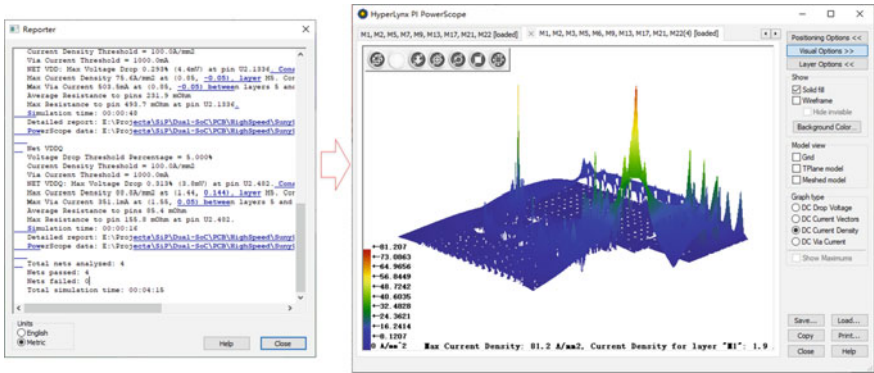 Reporter
Current Density Threshold = 100.0A/mm2
Via Current Threshold = 1000.0mA
NET VDD: Max Voltage Drop 0.293% (4.4mV) at pin U2.1336, Cons
Max Current Density 75.6A/mm2 at (0.85, -0.05), layer M5. Con
Max Via Current 503.5mA at (0.85, -0.05) between Layers 5 and
Average Resistance to pins 231.9 mOhm
Max Resistance to pin 493.7 mOhm at pin U2.1336.
Simulation time: 00:00:48
Detailed report: E:\Projects\SiP\Dual-SoC\PCB\HighSpeed\Suny\
PowerScope data: E:\Projects\SiP\Dual-SoC\PCB\HighSpeed\Suny\
Net VDDQ
Voltage Drop Threshold Percentage = 5.000%
Current Density Threshold = 100.0A/mm2
Via Current Threshold = 1000.0mA
NET VDDQ: Max Voltage Drop 0.313% (3.8mV) at pin U2.482. Cons
Max Current Density 88.8A/mm2 at (1.44, 0.144), layer M5. Con
Max Via Current 351.1mA at (1.55, 0.05) between layers 5 and
Average Resistance to pins 85.4 mOhm
Max Resistance to pin 155.8 mOhm at pin U2.482.
Simulation time: 00:00:16
Detailed report: E:\Projects\SiP\Dual-SoC\PCB\HighSpeed\Suny\
PowerScope data: E:\Projects\SiP\Dual-SoC\PCB\HighSpeed\Suny\
Total nets analyzed: 4
Nets passed: 4
Nets failed: 0
Total simulation time: 00:04:15
Units
English
Metric
Help
Close
HyperLynx PI PowerScope
M1, M2, M5, M7, M9, M13, M17, M21, M22 [loaded]
M1, M2, M3, M5, M6, M9, M13, M17, M21, M22(4) [loaded]
81.207
73.0863
64.9656
56.8449
48.7242
40.6035
32.4828
24.3621
16.2414
8.1207
0 A/mm^2
Max Current Density: 81.2 A/mm2, Current Density for layer "M1": 1.9
Positioning Options <<
Visual Options >>
Layer Options <<
Show
Solid fill
Wireframe
Hide invisible
Background Color...
Model view
Grid
TPlane model
Meshed model
Graph type
DC Drop Voltage
DC Current Vectors
DC Current Density
DC Via Current
Show Maximums
Save...
Load...
Copy
Print...
Close
Help